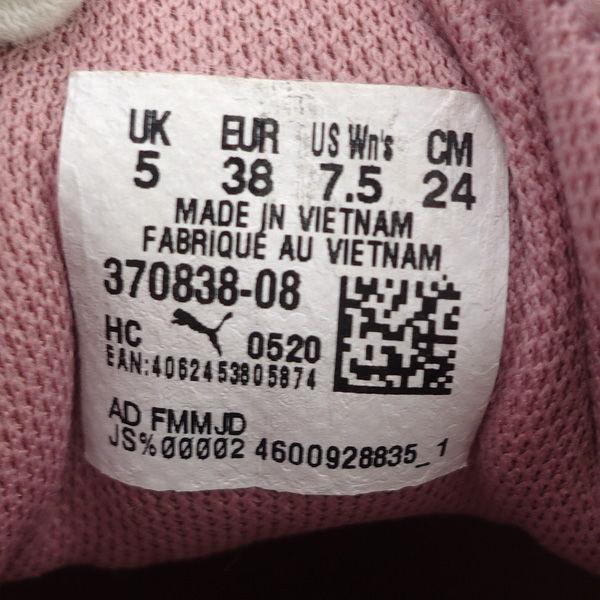 UK EUR US Wn's CM
5 38 7.5 24
MADE IN VIETNAM
FABRIQUÉ AU VIETNAM
370838-08
HC 0520
EAN:4062453805874
AD FMMJD
JS%00002 4600928835_1